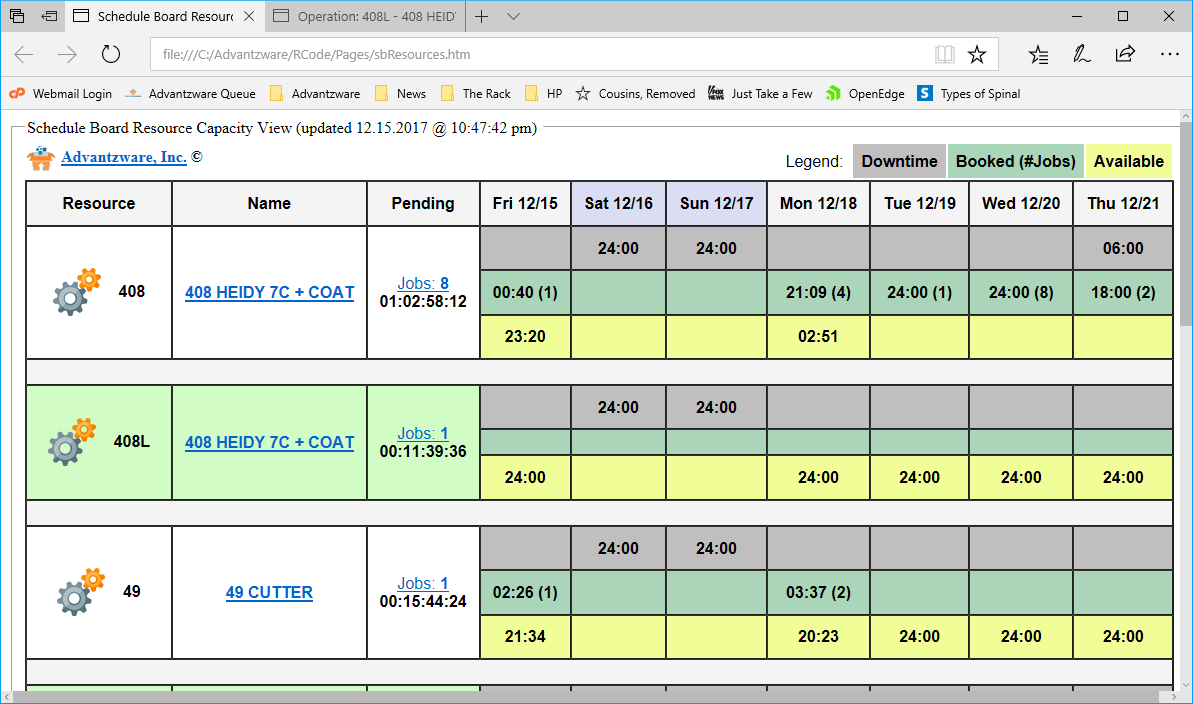 Schedule Board Resourc
Operation: 408L - 408 HEID
file:///C:/Advantzware/RCode/Pages/sbResources.htm
Webmail Login Advantzware Queue Advantzware News The Rack HP Cousins, Removed Just Take a Few OpenEdge Types of Spinal
Schedule Board Resource Capacity View (updated 12.15.2017 @ 10:47:42 pm)
Advantzware, Inc. ©
Legend: Downtime Booked (#Jobs) Available
Resource Name Pending Fri 12/15 Sat 12/16 Sun 12/17 Mon 12/18 Tue 12/19 Wed 12/20 Thu 12/21
24:00 24:00 06:00
408 408 HEIDY 7C + COAT Jobs: 8
01:02:58:12
00:40 (1) 21:09 (4) 24:00 (1) 24:00 (8) 18:00 (2)
23:20 02:51
24:00 24:00
408L 408 HEIDY 7C + COAT Jobs: 1
00:11:39:36
24:00 24:00 24:00 24:00 24:00
24:00 24:00
49 49 CUTTER Jobs: 1
00:15:44:24
02:26 (1) 03:37 (2)
21:34 20:23 24:00 24:00 24:00